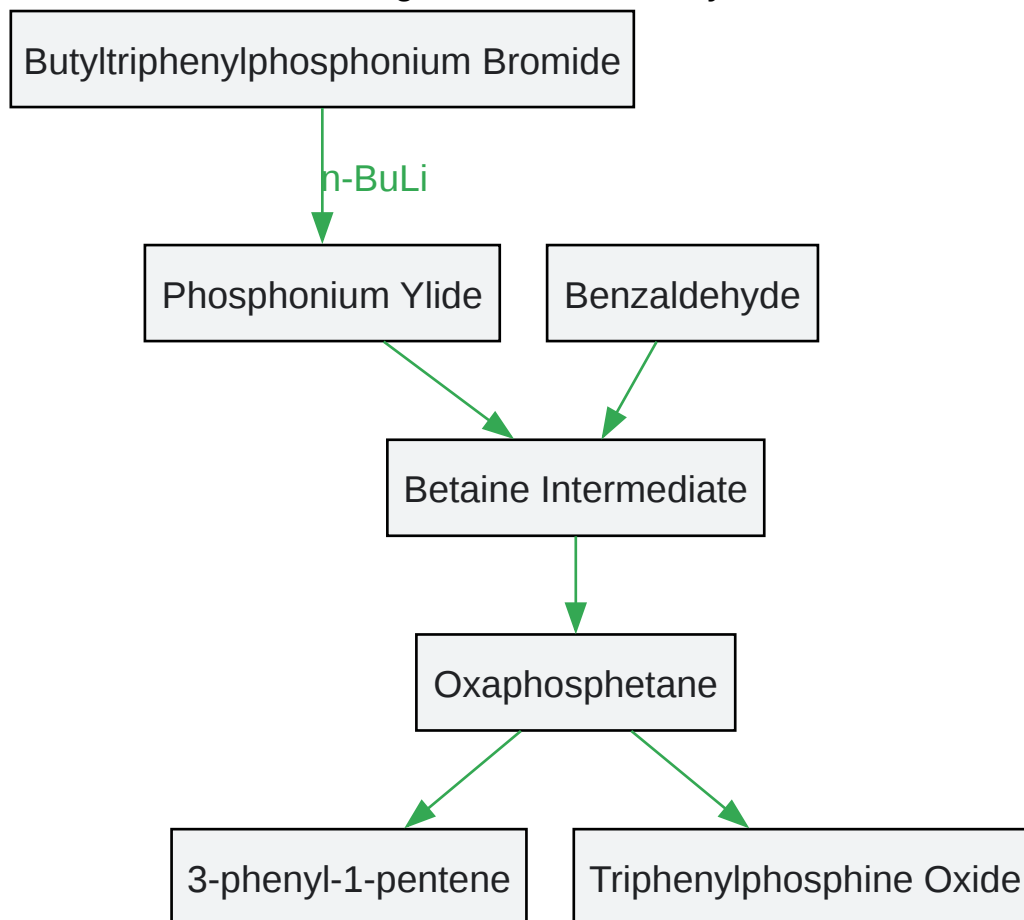 Butyltriphenylphosphonium Bromide
n-BuLi
Phosphonium Ylide
Benzaldehyde
Betaine Intermediate
Oxaphosphetane
3-phenyl-1-pentene
Triphenylphosphine Oxide